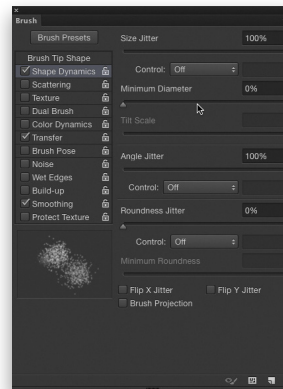 Brush
Brush Presets
Brush Tip Shape
Shape Dynamics
Scattering
Texture
Dual Brush
Color Dynamics
Transfer
Brush Pose
Noise
Wet Edges
Build-up
Smoothing
Protect Texture
Size Jitter 100%
Control: Off
Minimum Diameter 0%
Tilt Scale
Angle Jitter 100%
Control: Off
Roundness Jitter 0%
Control: Off
Minimum Roundness
Flip X Jitter Flip Y Jitter
Brush Projection